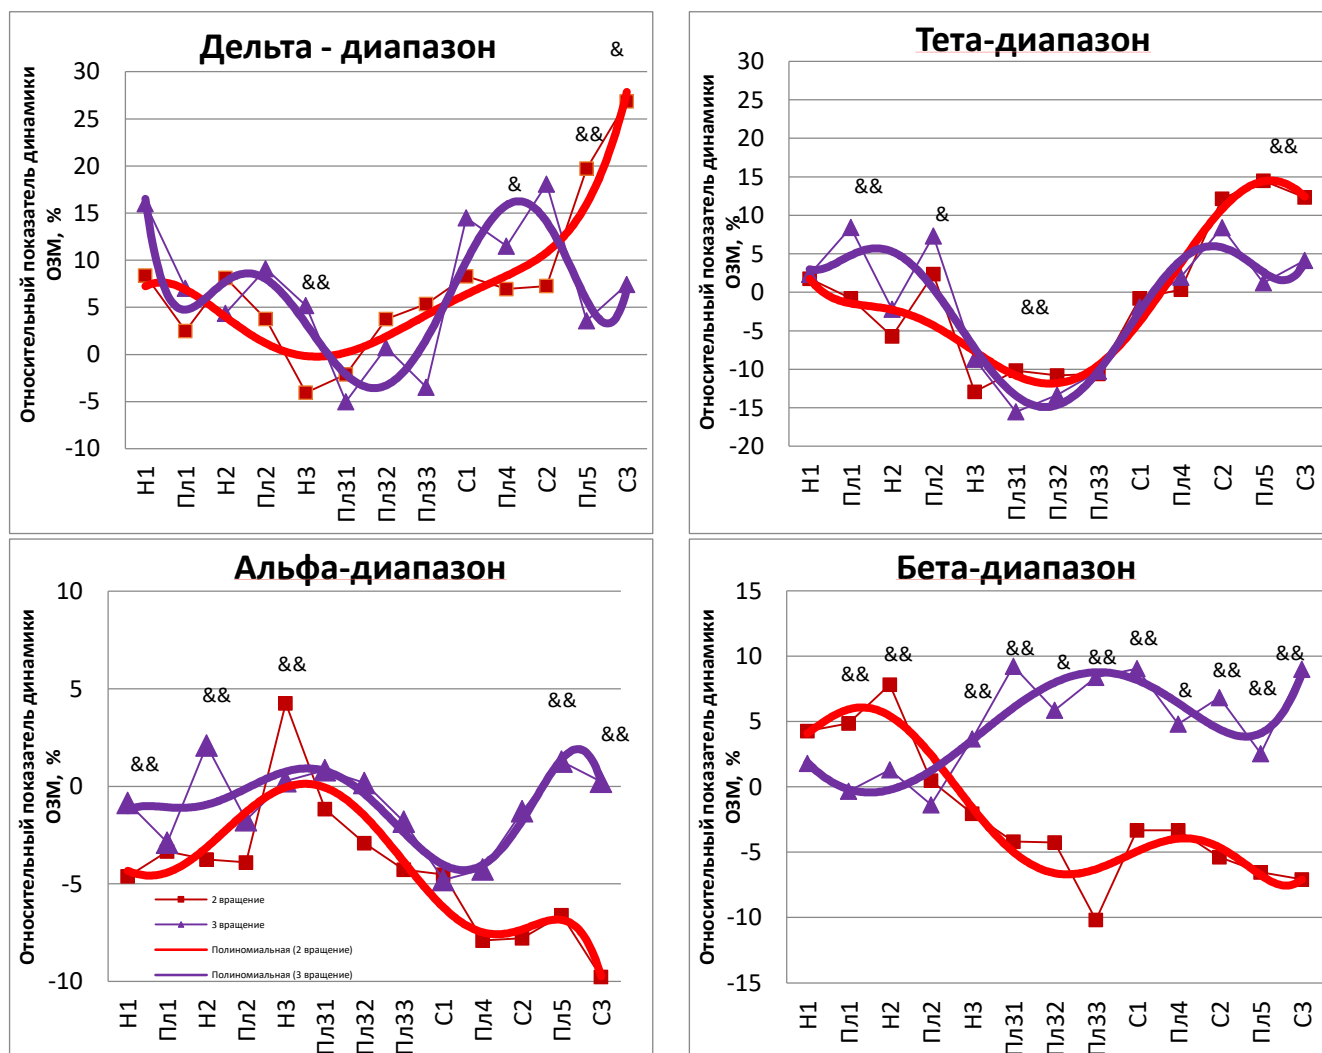 Дельта - диапазон
Относительный показатель динамики
ОЗМ, %
30
25
20
15
10
5
0
-5
-10
&
&&
&
&&
Н1
Пл1
Н2
Пл2
Н3
Пл31
Пл32
Пл33
С1
Пл4
С2
Пл5
С3
Тета-диапазон
Относительный показатель динамики
ОЗМ, %
30
25
20
15
10
5
0
-5
-10
-15
-20
&&
&&
&
&&
Н1
Пл1
Н2
Пл2
Н3
Пл31
Пл32
Пл33
С1
Пл4
С2
Пл5
С3
Альфа-диапазон
Относительный показатель динамики
ОЗМ, %
10
5
0
-5
-10
&&
&&
&&
&&
&&
2 вращение
3 вращение
Полиномиальная (2 вращение)
Полиномиальная (3 вращение)
Н1
Пл1
Н2
Пл2
Н3
Пл31
Пл32
Пл33
С1
Пл4
С2
Пл5
С3
Бета-диапазон
Относительный показатель динамики
ОЗМ, %
15
10
5
0
-5
-10
-15
&&
&&
&&
&&
&
&&
&&
&
&&
&&
&&
Н1
Пл1
Н2
Пл2
Н3
Пл31
Пл32
Пл33
С1
Пл4
С2
Пл5
С3